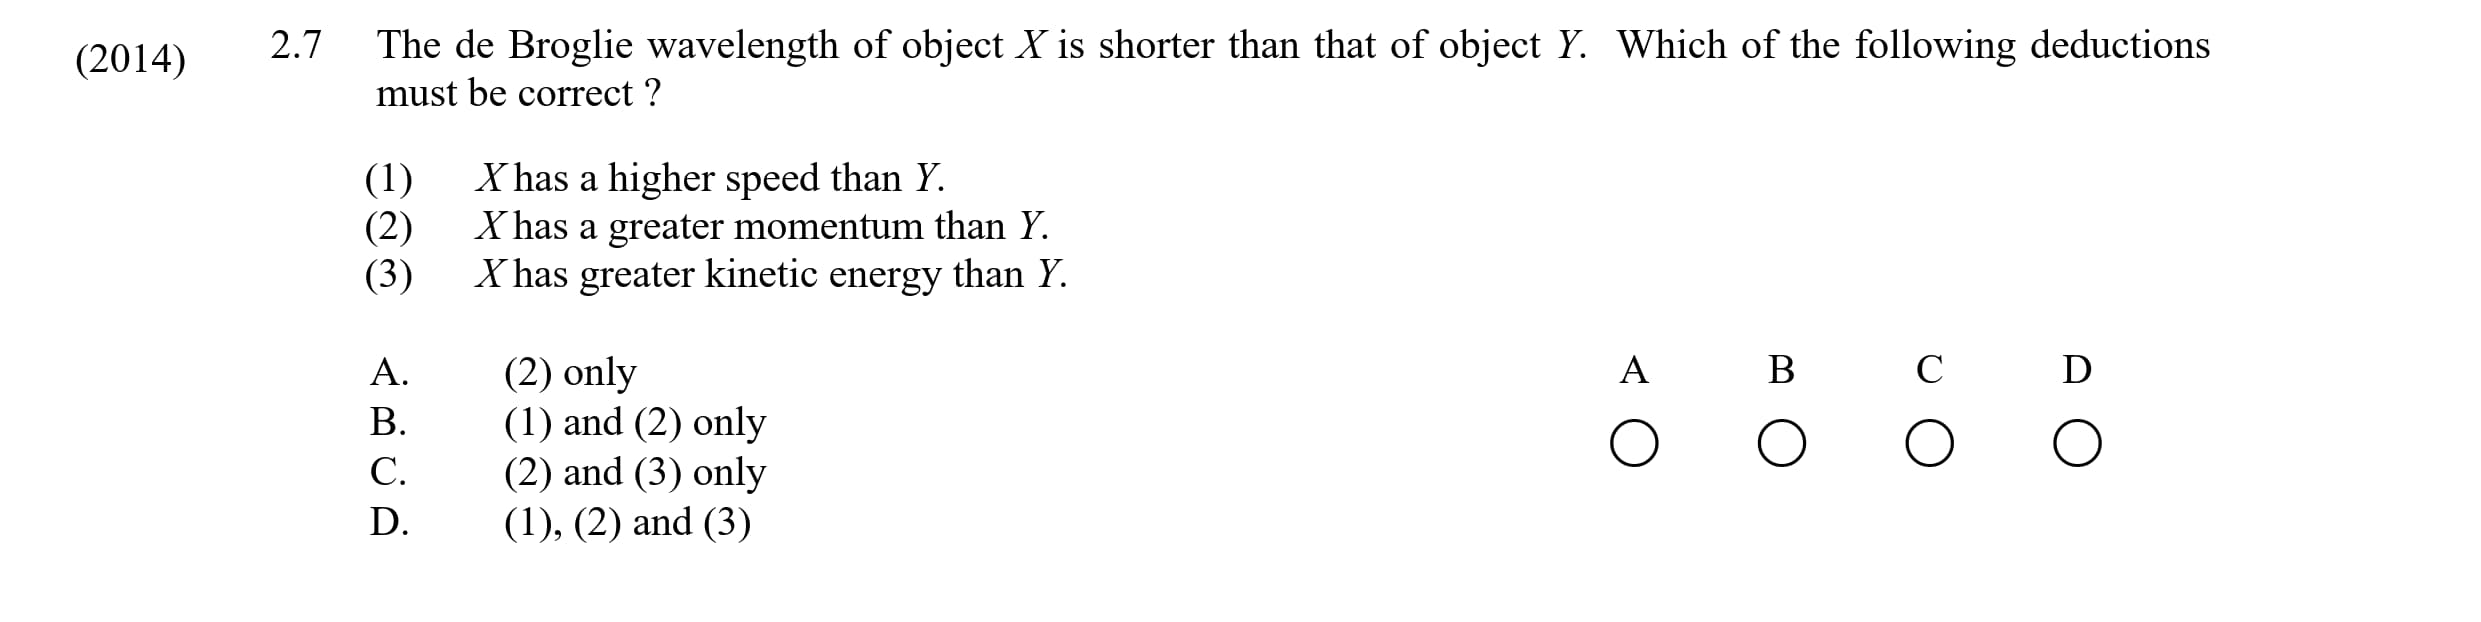 (2014) 2.7 The de Broglie wavelength of object X is shorter than that of object Y. Which of the following deductions
must be correct ?
(1) X has a higher speed than Y.
(2) X has a greater momentum than Y.
(3) X has greater kinetic energy than Y.
A. (2) only
B. (1) and (2) only
C. (2) and (3) only
D. (1), (2) and (3)
A B C D